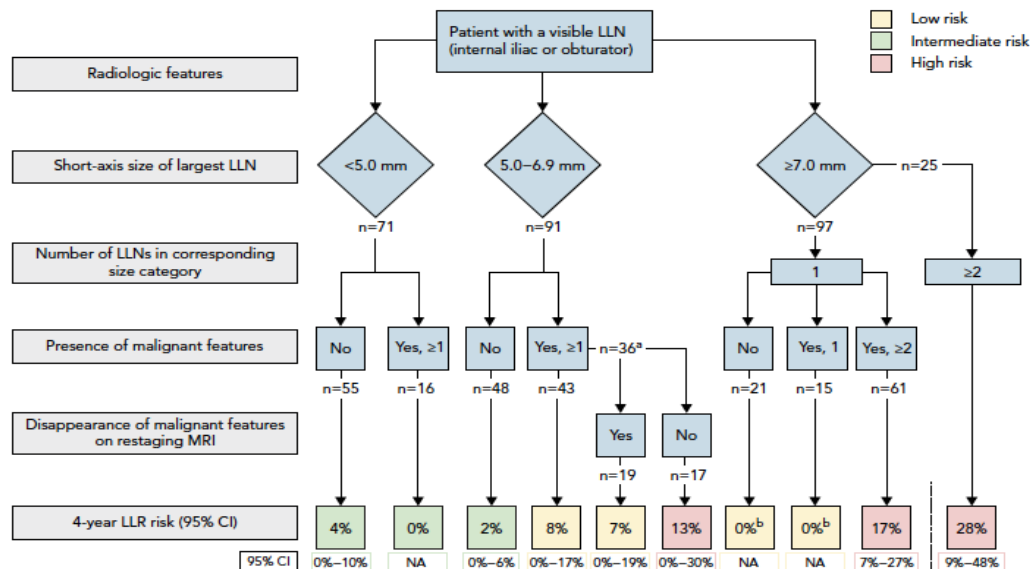 Patient with a visible LLN
(internal iliac or obturator)
Low risk
Intermediate risk
High risk
Radiologic features
Short-axis size of largest LLN
<5.0 mm
5.0–6.9 mm
≥7.0 mm
n=25
n=71
n=91
n=97
Number of LLNs in corresponding
size category
1
≥2
Presence of malignant features
No
Yes, ≥1
No
Yes, ≥1
n=36ª
No
Yes, 1
Yes, ≥2
n=55
n=16
n=48
n=43
n=21
n=15
n=61
Disappearance of malignant features
on restaging MRI
Yes
No
n=19
n=17
4-year LLR risk (95% CI)
4%
0%
2%
8%
7%
13%
0%ᵇ
0%ᵇ
17%
28%
95% CI
0%–10%
NA
0%–6%
0%–17%
0%–19%
0%–30%
NA
NA
7%–27%
9%–48%